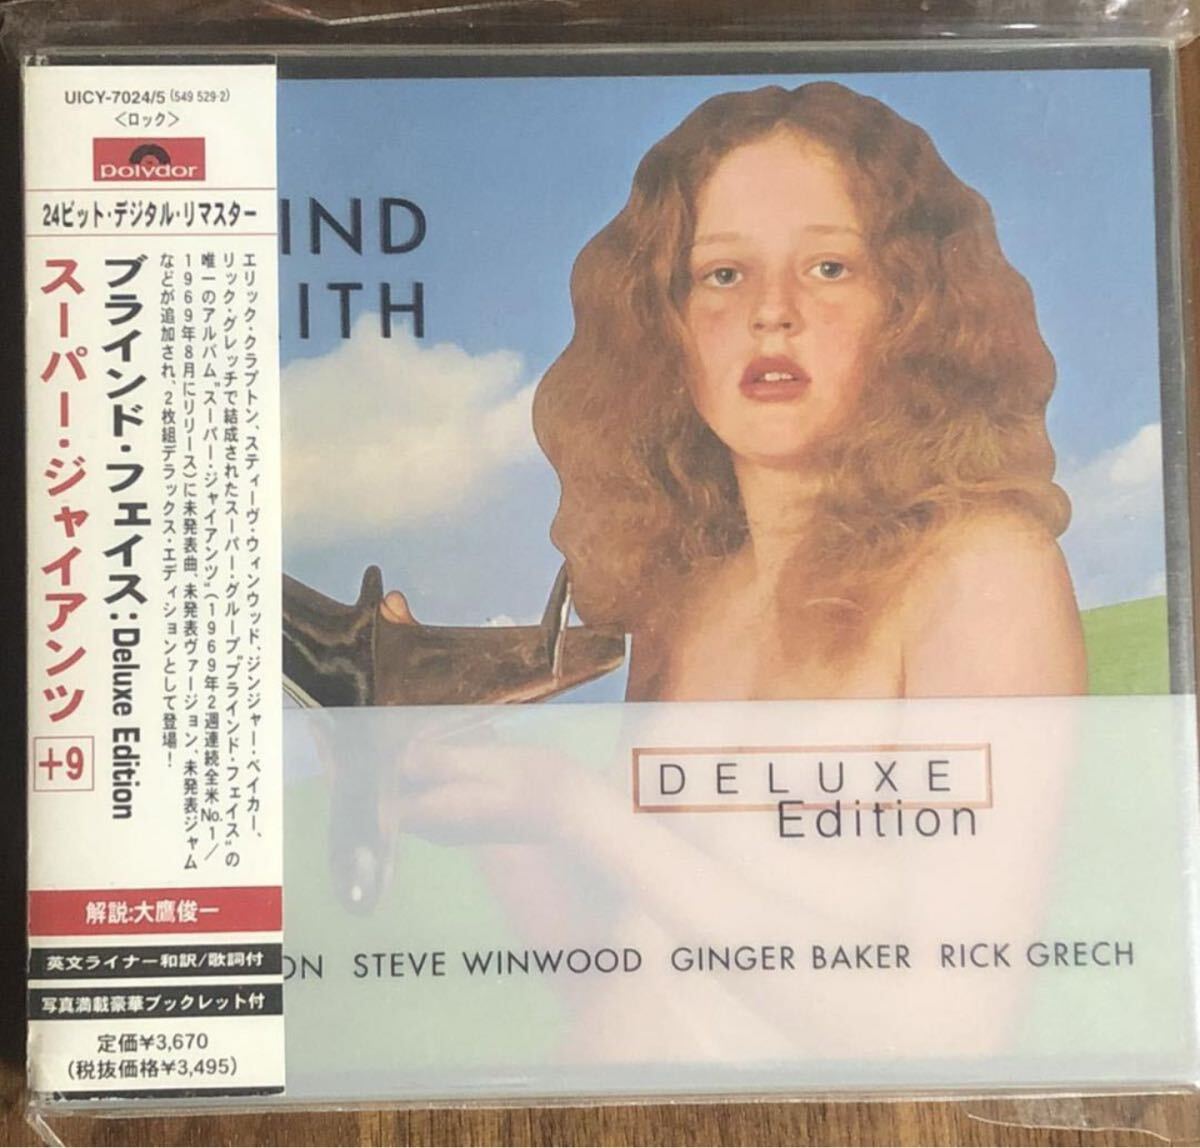 UICY-7024/5 (549 529-2)
<ロック>
polydor
24ビット・デジタル・リマスター
エリック・クラプトン、スティーヴ・ウィンウッド、ジンジャー・ベイカー、
リック・グレッチで結成されたスーパー・グループ"ブラインド・フェイス"の
唯一のアルバム"スーパー・ジャイアンツ"(1969年2週連続全米No.1/
1969年8月にリリース)に未発表曲、未発表ヴァージョン、未発表ジャム
などが追加され、2枚組デラックス・エディションとして登場!
ブラインド・フェイス:Deluxe Edition
スーパー・ジャイアンツ +9
解説:大鷹俊一
英文ライナー和訳/歌詞付
写真満載豪華ブックレット付
定価¥3,670
(税抜価格¥3,495)
IND
AITH
DELUXE
Edition
ON STEVE WINWOOD GINGER BAKER RICK GRECH